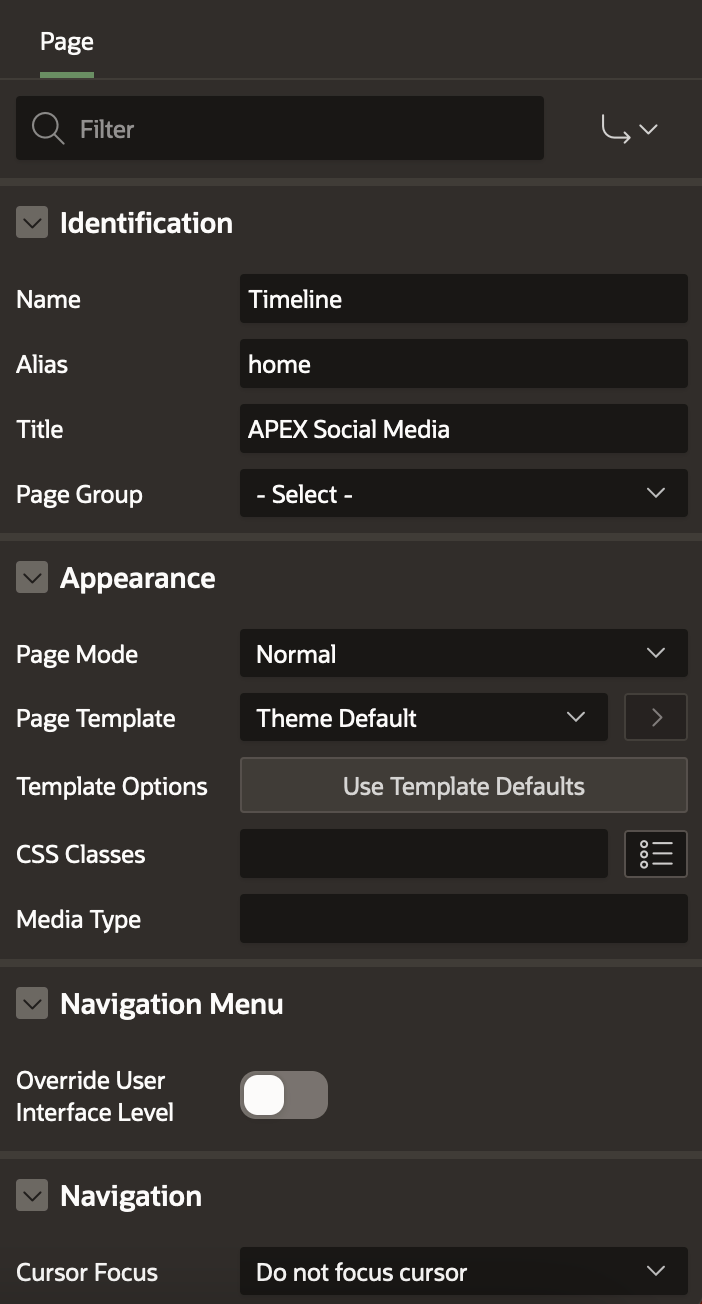 Page
Filter
Identification
Name Timeline
Alias home
Title APEX Social Media
Page Group - Select -
Appearance
Page Mode Normal
Page Template Theme Default
Template Options Use Template Defaults
CSS Classes
Media Type
Navigation Menu
Override User
Interface Level
Navigation
Cursor Focus Do not focus cursor